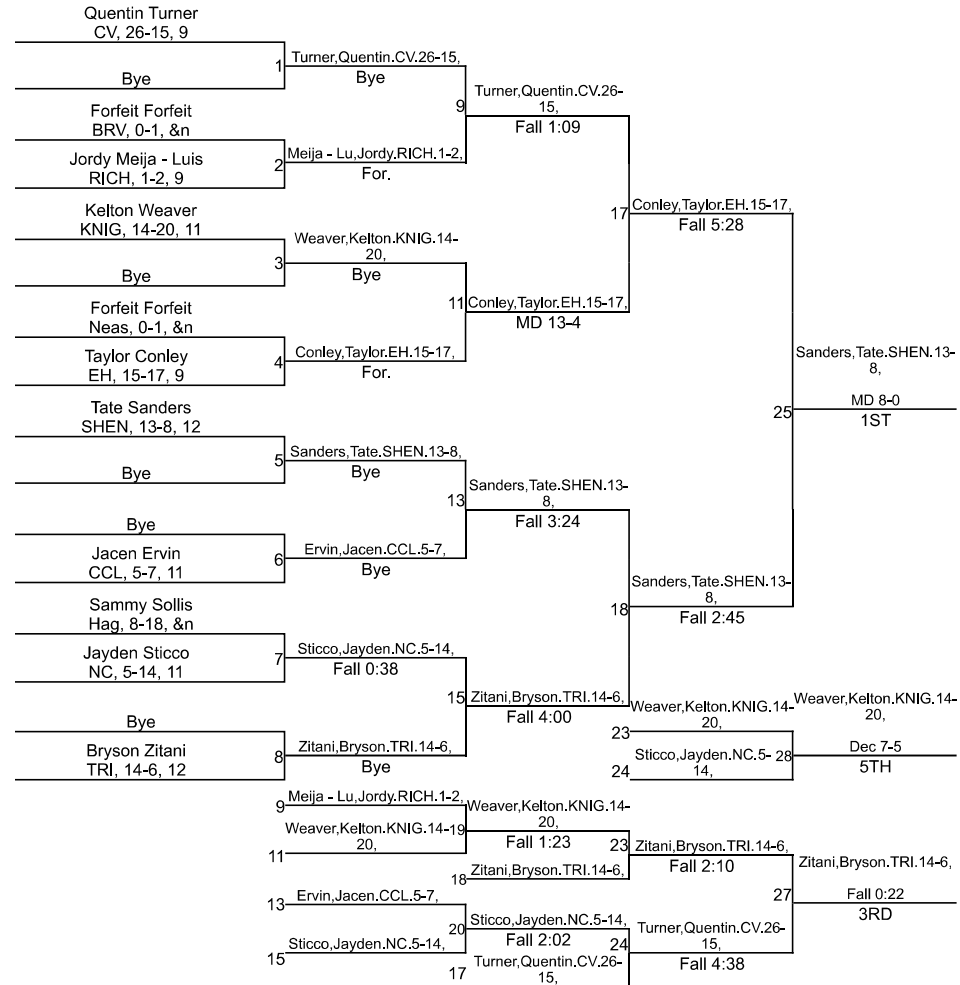 Quentin Turner
CV, 26-15, 9
1
Turner,Quentin.CV.26-15,
Bye
Bye
9
Turner,Quentin.CV.26-
15,
Fall 1:09
Forfeit Forfeit
BRV, 0-1, &n
2
Meija - Lu,Jordy.RICH.1-2,
For.
Jordy Meija - Luis
RICH, 1-2, 9
17
Conley,Taylor.EH.15-17,
Fall 5:28
Kelton Weaver
KNIG, 14-20, 11
3
Weaver,Kelton.KNIG.14-
20,
Bye
Bye
11
Conley,Taylor.EH.15-17,
MD 13-4
Forfeit Forfeit
Neas, 0-1, &n
4
Conley,Taylor.EH.15-17,
For.
Taylor Conley
EH, 15-17, 9
25
Sanders,Tate.SHEN.13-
8,
MD 8-0
1ST
Tate Sanders
SHEN, 13-8, 12
5
Sanders,Tate.SHEN.13-8,
Bye
Bye
13
Sanders,Tate.SHEN.13-
8,
Fall 3:24
Bye
6
Ervin,Jacen.CCL.5-7,
Bye
Jacen Ervin
CCL, 5-7, 11
18
Sanders,Tate.SHEN.13-
8,
Fall 2:45
Sammy Sollis
Hag, 8-18, &n
7
Sticco,Jayden.NC.5-14,
Fall 0:38
Jayden Sticco
NC, 5-14, 11
15
Zitani,Bryson.TRI.14-6,
Fall 4:00
Bye
8
Zitani,Bryson.TRI.14-6,
Bye
Bryson Zitani
TRI, 14-6, 12
23
Weaver,Kelton.KNIG.14-
20,
24
Sticco,Jayden.NC.5-
14,
28
Weaver,Kelton.KNIG.14-
20,
Dec 7-5
5TH
9
Meija - Lu,Jordy.RICH.1-2,
11
Weaver,Kelton.KNIG.14-
20,
19
Weaver,Kelton.KNIG.14-
20,
Fall 1:23
18
Zitani,Bryson.TRI.14-6,
23
Zitani,Bryson.TRI.14-6,
Fall 2:10
27
Zitani,Bryson.TRI.14-6,
Fall 0:22
3RD
13
Ervin,Jacen.CCL.5-7,
15
Sticco,Jayden.NC.5-14,
20
Sticco,Jayden.NC.5-14,
Fall 2:02
17
Turner,Quentin.CV.26-
15,
24
Turner,Quentin.CV.26-
15,
Fall 4:38